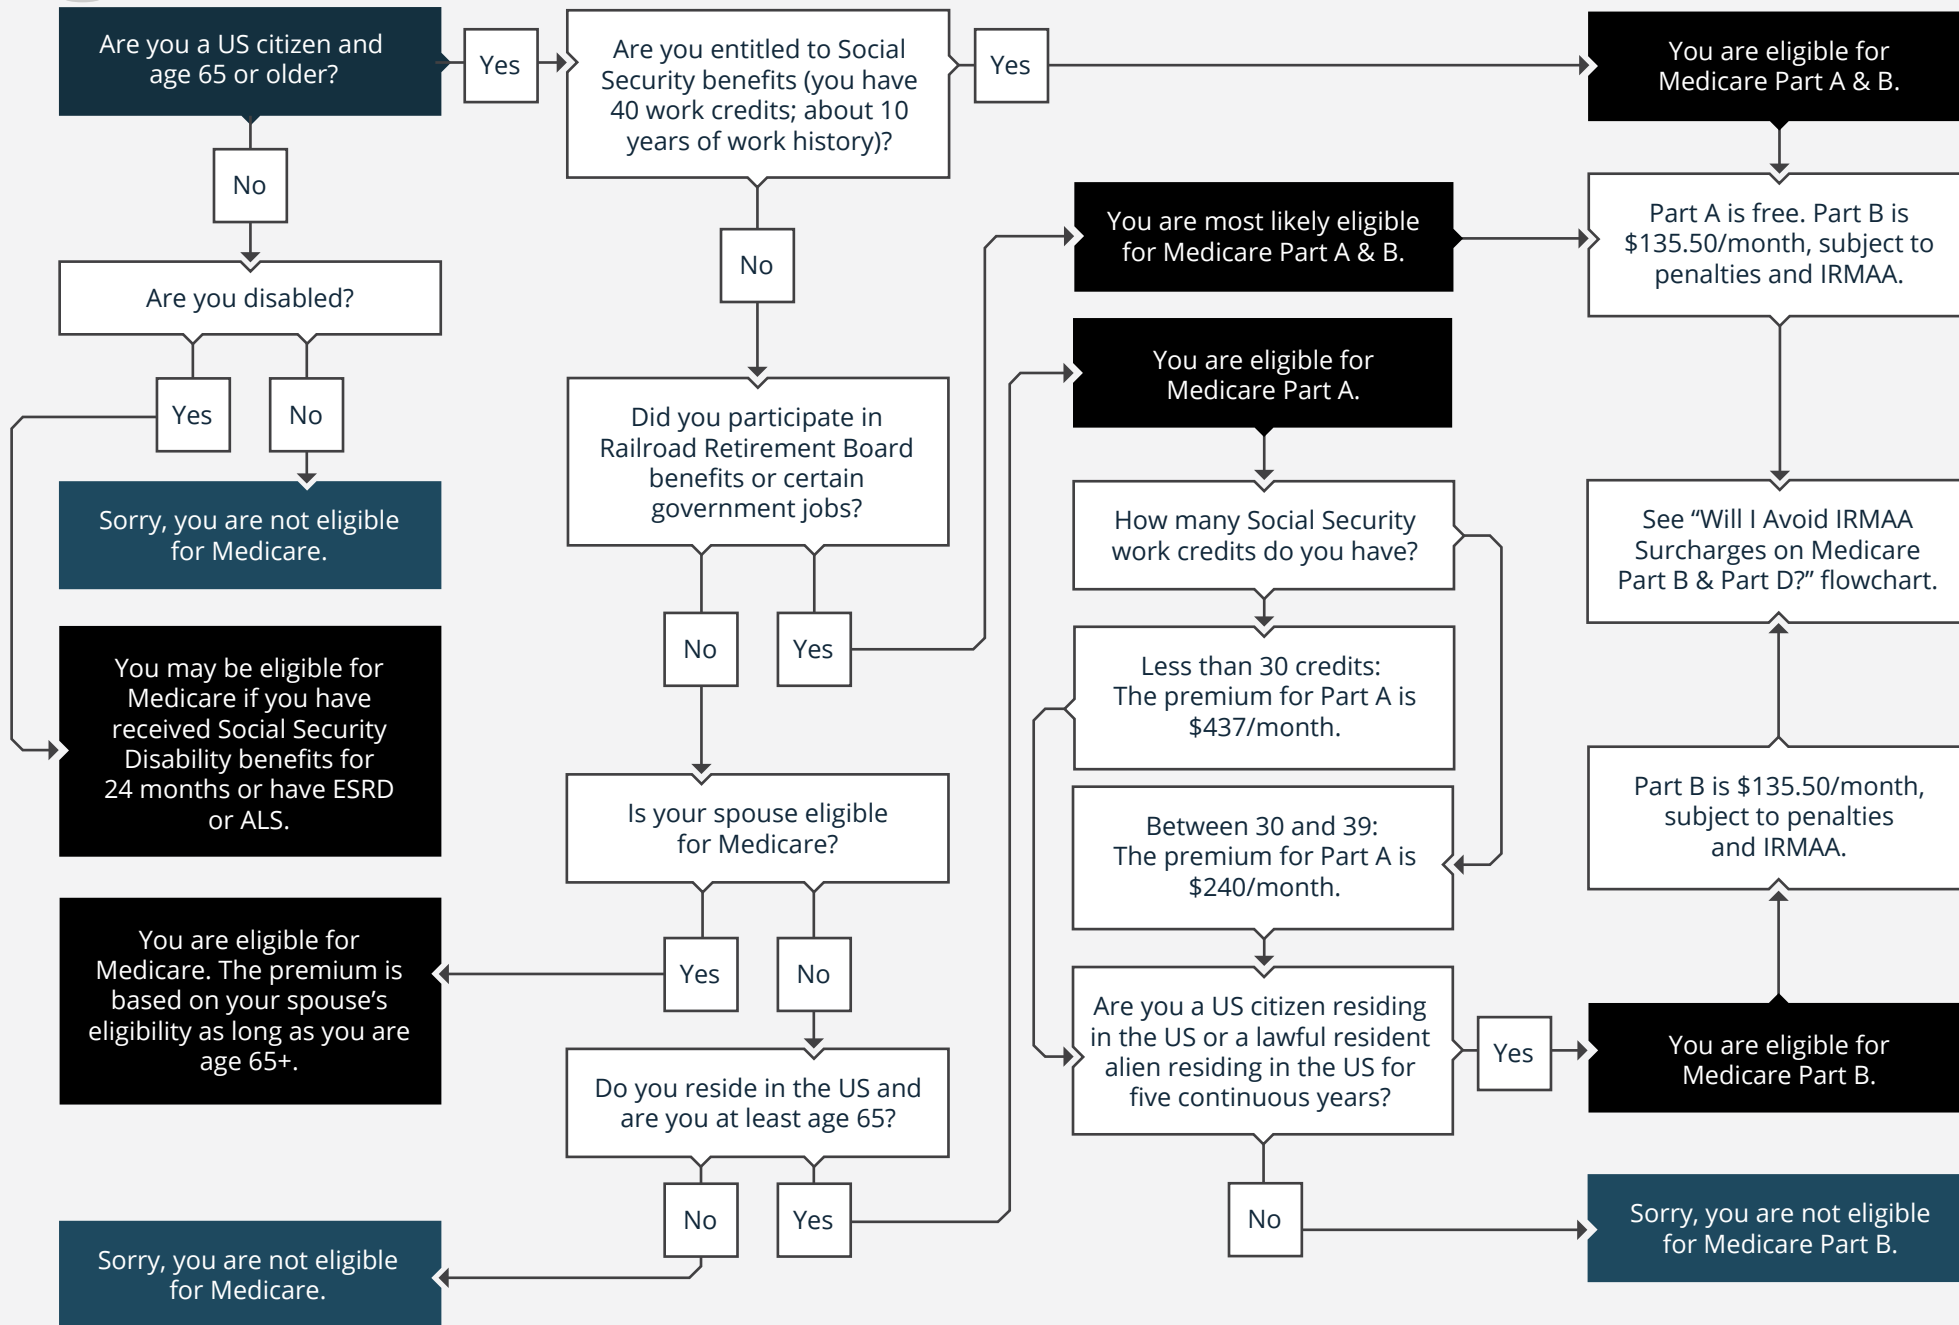 Are you a US citizen and
age 65 or older?
Yes
Are you entitled to Social
Security benefits (you have
40 work credits; about 10
years of work history)?
Yes
You are eligible for
Medicare Part A & B.
No
Are you disabled?
Yes
No
Sorry, you are not eligible
for Medicare.
You may be eligible for
Medicare if you have
received Social Security
Disability benefits for
24 months or have ESRD
or ALS.
No
Did you participate in
Railroad Retirement Board
benefits or certain
government jobs?
No
Yes
You are most likely eligible
for Medicare Part A & B.
Part A is free. Part B is
$135.50/month, subject to
penalties and IRMAA.
See “Will I Avoid IRMAA
Surcharges on Medicare
Part B & Part D?” flowchart.
Is your spouse eligible
for Medicare?
Yes
No
You are eligible for
Medicare. The premium is
based on your spouse’s
eligibility as long as you are
age 65+.
Do you reside in the US and
are you at least age 65?
No
Yes
Sorry, you are not eligible
for Medicare.
You are eligible for
Medicare Part A.
How many Social Security
work credits do you have?
Less than 30 credits:
The premium for Part A is
$437/month.
Between 30 and 39:
The premium for Part A is
$240/month.
Are you a US citizen residing
in the US or a lawful resident
alien residing in the US for
five continuous years?
Yes
You are eligible for
Medicare Part B.
Part B is $135.50/month,
subject to penalties
and IRMAA.
No
Sorry, you are not eligible
for Medicare Part B.